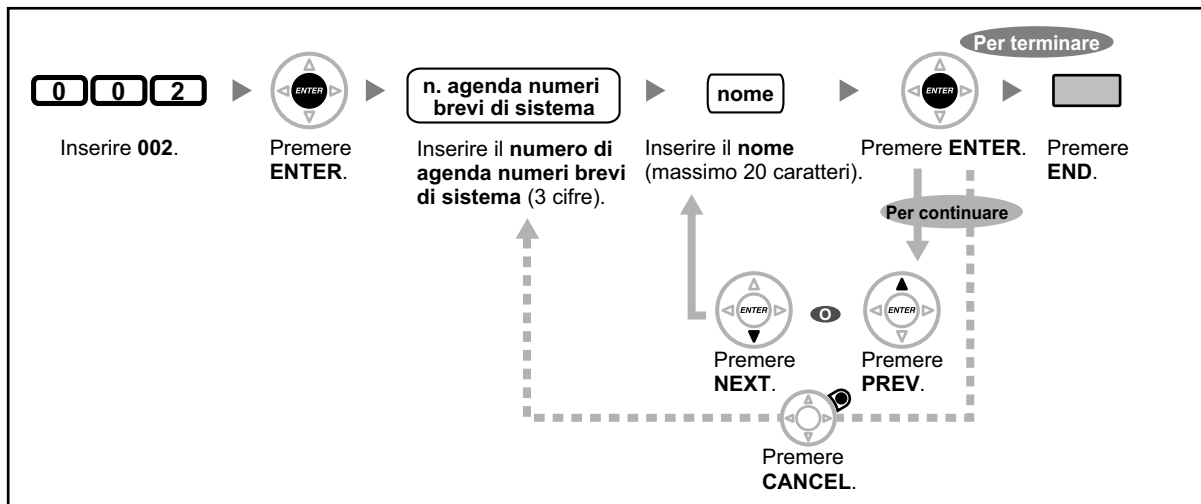 Per terminare
0 0 2
ENTER
n. agenda numeri
brevi di sistema
nome
ENTER
Inserire 002.
Premere
ENTER.
Inserire il numero di
agenda numeri brevi
di sistema (3 cifre).
Inserire il nome
(massimo 20 caratteri).
Premere ENTER.
Premere
END.
Per continuare
ENTER
O
ENTER
Premere
NEXT.
Premere
PREV.
Premere
CANCEL.